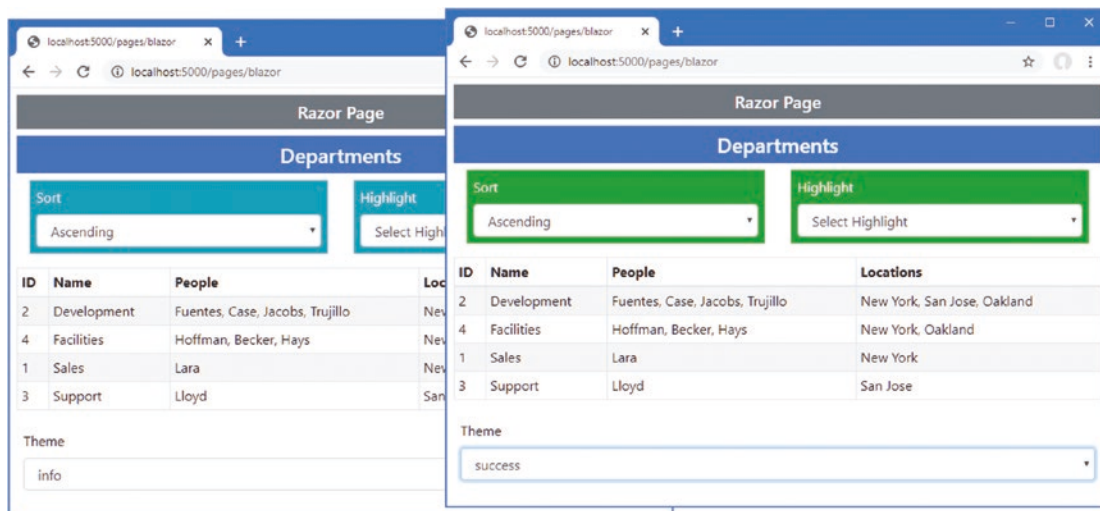 localhost:5000/pages/blazor
localhost:5000/pages/blazor
Razor Page
Departments
Sort
Highlight
Ascending
Select High
ID Name People Loc
2 Development Fuentes, Case, Jacobs, Trujillo New
4 Facilities Hoffman, Becker, Hays New
1 Sales Lara New
3 Support Lloyd San
Theme
info
localhost:5000/pages/blazor
localhost:5000/pages/blazor
Razor Page
Departments
Sort
Highlight
Ascending
Select Highlight
ID Name People Locations
2 Development Fuentes, Case, Jacobs, Trujillo New York, San Jose, Oakland
4 Facilities Hoffman, Becker, Hays New York, Oakland
1 Sales Lara New York
3 Support Lloyd San Jose
Theme
success